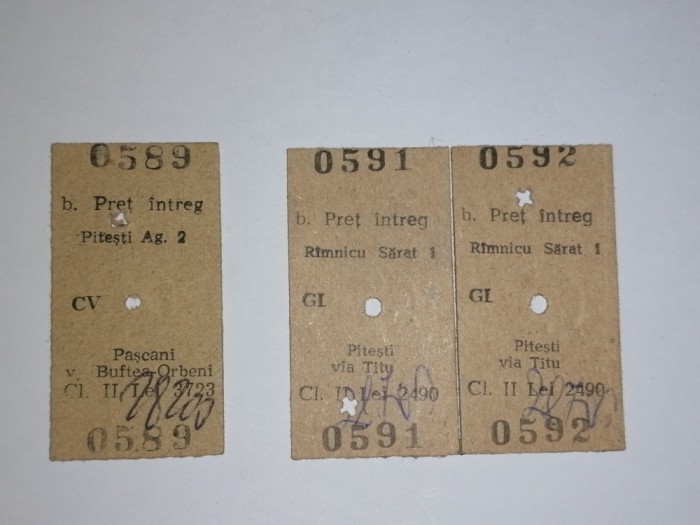 0589
b. Preț întreg
Pitești Ag. 2
CV
Pașcani
v. Buftea-Orbeni
Cl. II Lei 3123
0589
0591
b. Preț întreg
Rîmnicu Sărat 1
GI
Pitești
via Titu
Cl. II Lei 2490
0591
0592
b. Preț întreg
Rîmnicu Sărat 1
GI
Pitești
via Titu
Cl. II Lei 2490
0592